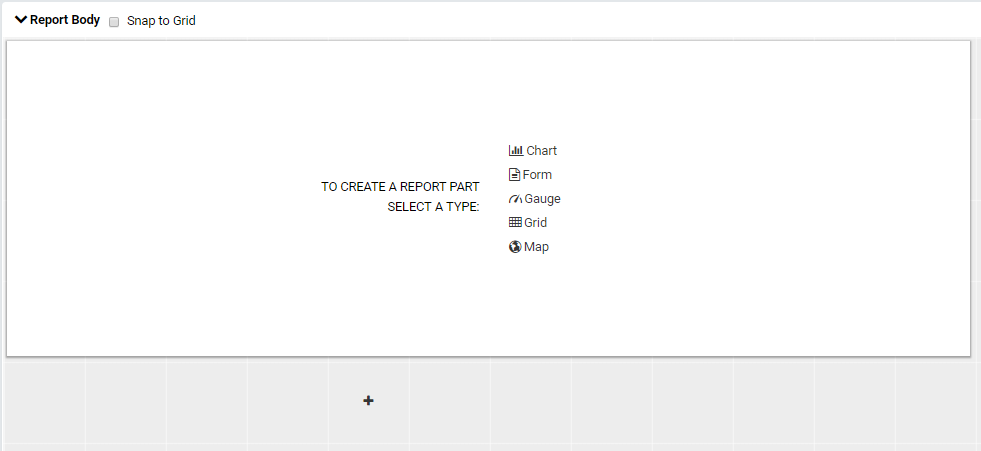 Report Body Snap to Grid
TO CREATE A REPORT PART
SELECT A TYPE:
Chart
Form
Gauge
Grid
Map